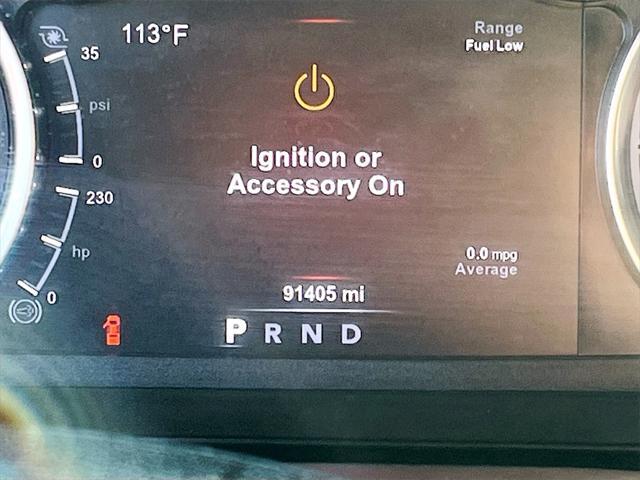 113°F
Range
Fuel Low
35
psi
0
Ignition or
Accessory On
230
hp
0
0.0 mpg
Average
91405 mi
P R N D